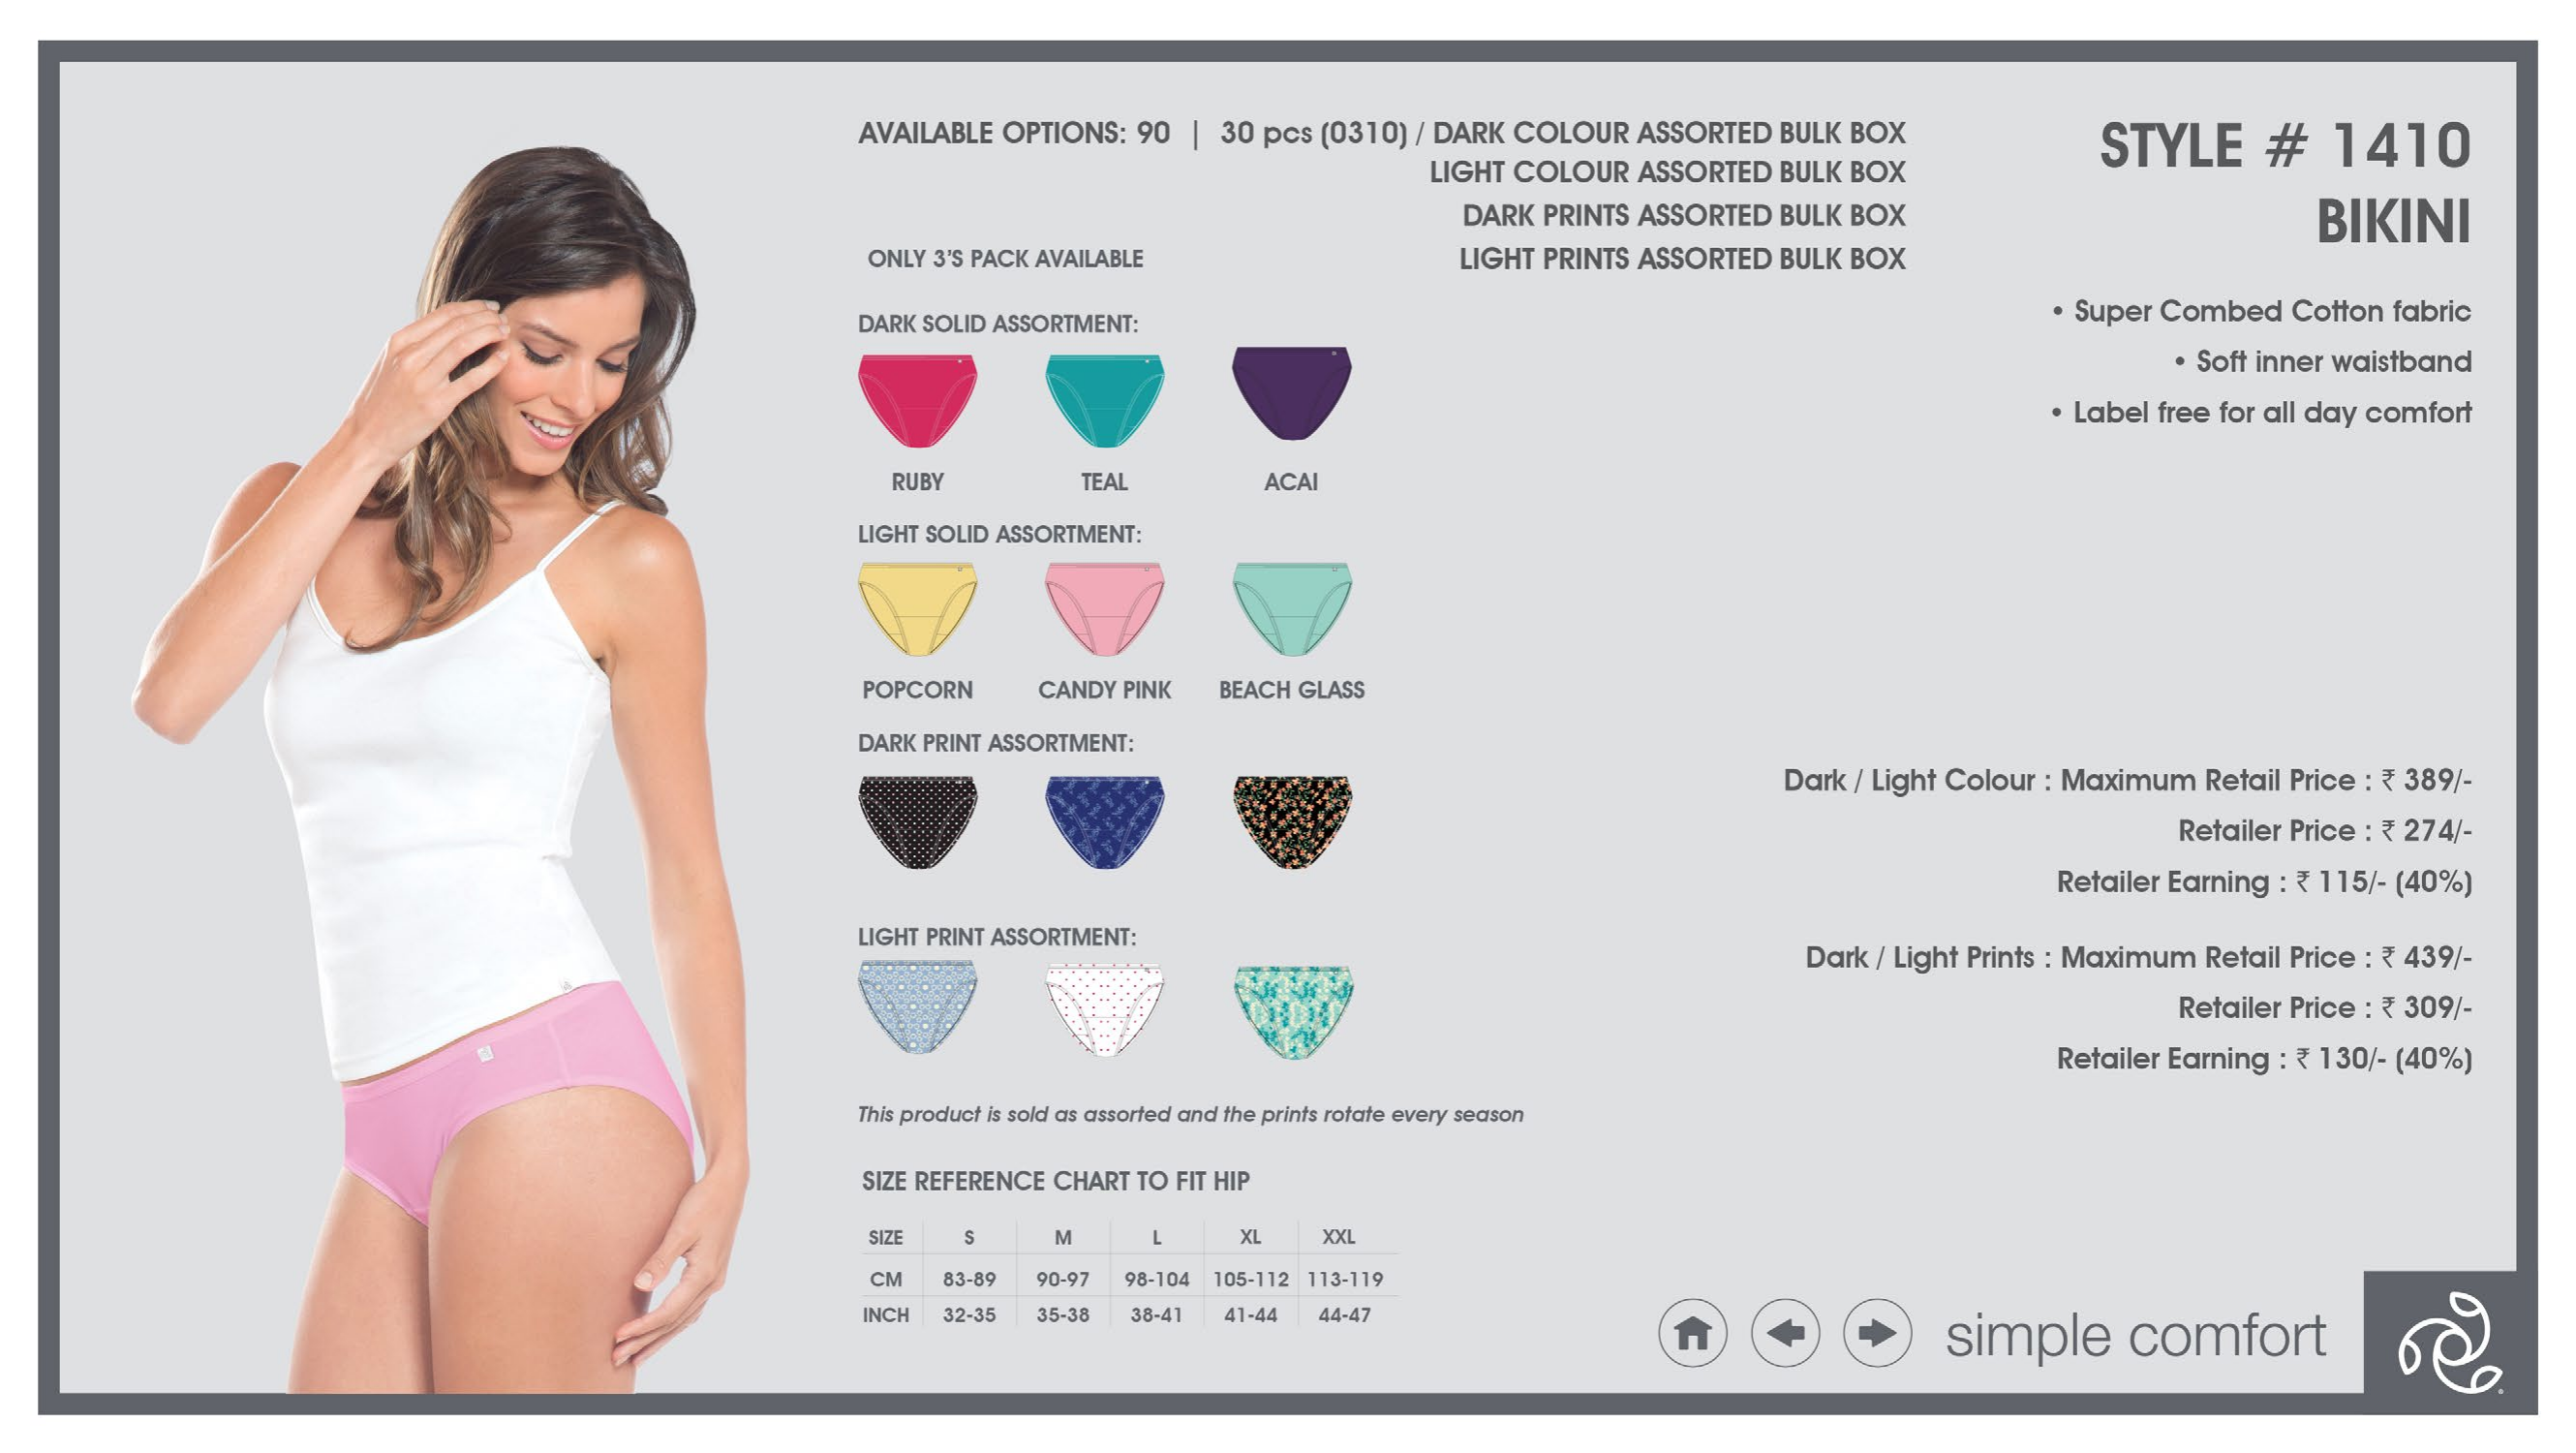 AVAILABLE OPTIONS: 90 | 30 pcs (0310) / DARK COLOUR ASSORTED BULK BOX
LIGHT COLOUR ASSORTED BULK BOX
DARK PRINTS ASSORTED BULK BOX
ONLY 3'S PACK AVAILABLE
LIGHT PRINTS ASSORTED BULK BOX
STYLE # 1410
BIKINI
• Super Combed Cotton fabric
• Soft inner waistband
• Label free for all day comfort
DARK SOLID ASSORTMENT:
RUBY TEAL ACAI
LIGHT SOLID ASSORTMENT:
POPCORN CANDY PINK BEACH GLASS
DARK PRINT ASSORTMENT:
LIGHT PRINT ASSORTMENT:
This product is sold as assorted and the prints rotate every season
Dark / Light Colour : Maximum Retail Price : ₹ 389/-
Retailer Price : ₹ 274/-
Retailer Earning : ₹ 115/- (40%)
Dark / Light Prints : Maximum Retail Price : ₹ 439/-
Retailer Price : ₹ 309/-
Retailer Earning : ₹ 130/- (40%)
SIZE REFERENCE CHART TO FIT HIP
SIZE S M L XL XXL
CM 83-89 90-97 98-104 105-112 113-119
INCH 32-35 35-38 38-41 41-44 44-47
simple comfort